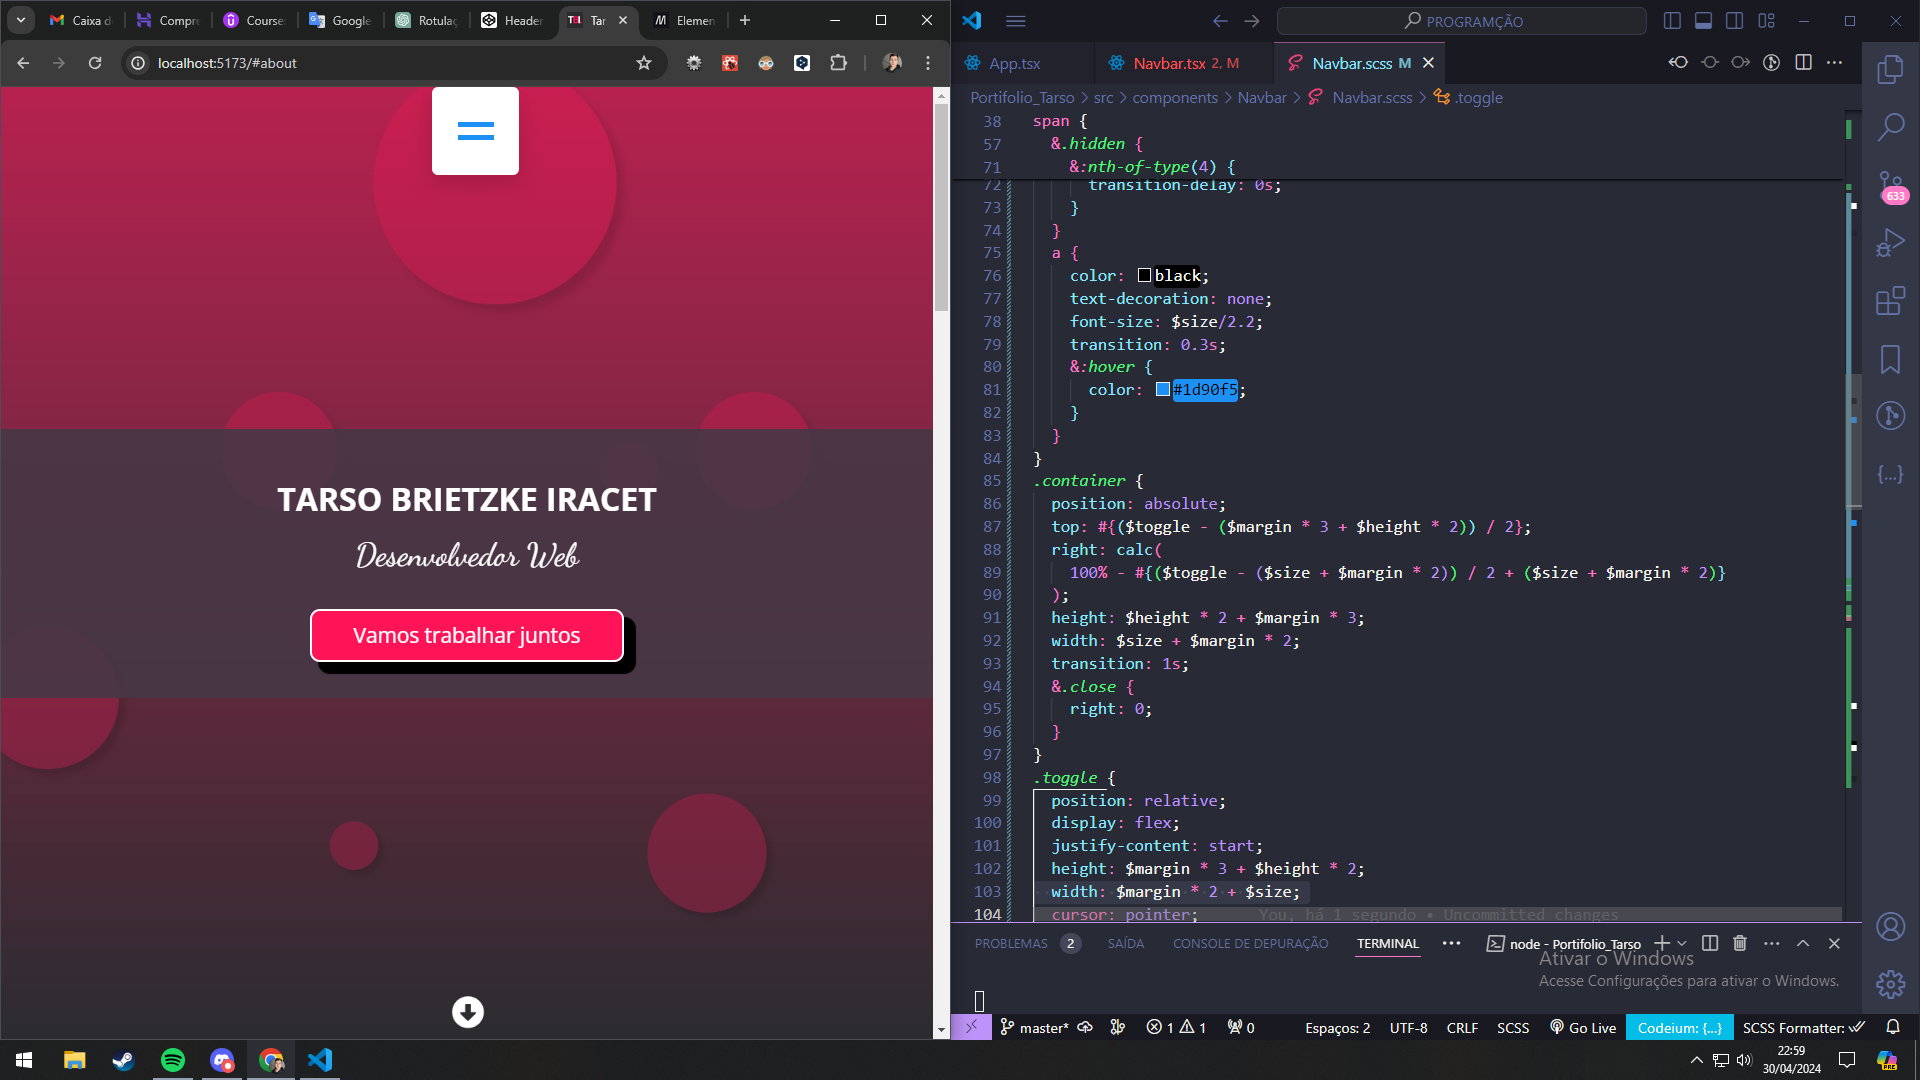 Caixa d
Compre
Course
Google
Rotulaç
Header
Tar
Elemen
localhost:5173/#about
TARSO BRIETZKE IRACET
Desenvolvedor Web
Vamos trabalhar juntos
PROGRAMÇÃO
App.tsx
Navbar.tsx 2, M
Navbar.scss M
Portifolio_Tarso > src > components > Navbar > Navbar.scss > .toggle
38 span {
57 &.hidden {
71 &:nth-of-type(4) {
72 transition-delay: 0s;
73 }
74 }
75 a {
76 color: black;
77 text-decoration: none;
78 font-size: $size/2.2;
79 transition: 0.3s;
80 &:hover {
81 color: #1d90f5;
82 }
83 }
84 }
85 .container {
86 position: absolute;
87 top: #{($toggle - ($margin * 3 + $height * 2)) / 2};
88 right: calc(
89 100% - #{($toggle - ($size + $margin * 2)) / 2 + ($size + $margin * 2)}
90 );
91 height: $height * 2 + $margin * 3;
92 width: $size + $margin * 2;
93 transition: 1s;
94 &.close {
95 right: 0;
96 }
97 }
98 .toggle {
99 position: relative;
100 display: flex;
101 justify-content: start;
102 height: $margin * 3 + $height * 2;
103 width: $margin * 2 + $size;
104 cursor: pointer; You, há 1 segundo • Uncommitted changes
633
PROBLEMAS 2 SAÍDA CONSOLE DE DEPURAÇÃO TERMINAL node - Portifolio_Tarso
Ativar o Windows
Acesse Configurações para ativar o Windows.
master* 1 1 0 Espaços: 2 UTF-8 CRLF SCSS Go Live Codeium: {...} SCSS Formatter:
22:59
30/04/2024